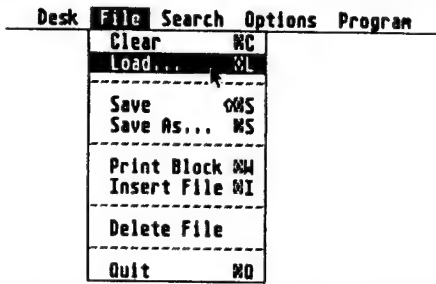 Desk File Search Options Program
Clear ⌘C
Load... ⌘L
Save ⇧⌘S
Save As... ⌘S
Print Block ⌘W
Insert File ⌘I
Delete File
Quit ⌘Q